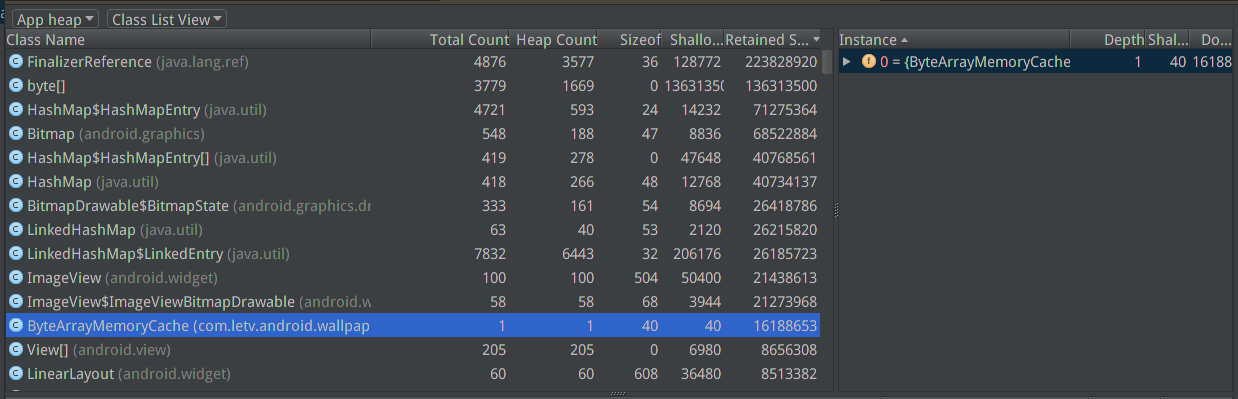 App heap Class List View
Class Name Total Count Heap Count Sizeof Shallo... Retained S... Instance Depth Shal... Do...
FinalizerReference (java.lang.ref) 4876 3577 36 128772 223828920 0 = {ByteArrayMemoryCache 1 40 16188
byte[] 3779 1669 0 136313500 136313500
HashMap$HashMapEntry (java.util) 4721 593 24 14232 71275364
Bitmap (android.graphics) 548 188 47 8836 68522884
HashMap$HashMapEntry[] (java.util) 419 278 0 47648 40768561
HashMap (java.util) 418 266 48 12768 40734137
BitmapDrawable$BitmapState (android.graphics.dr 333 161 54 8694 26418786
LinkedHashMap (java.util) 63 40 53 2120 26215820
LinkedHashMap$LinkedEntry (java.util) 7832 6443 32 206176 26185723
ImageView (android.widget) 100 100 504 50400 21438613
ImageView$ImageViewBitmapDrawable (android.w 58 58 68 3944 21273968
ByteArrayMemoryCache (com.letv.android.wallpap 1 1 40 40 16188653
View[] (android.view) 205 205 0 6980 8656308
LinearLayout (android.widget) 60 60 608 36480 8513382